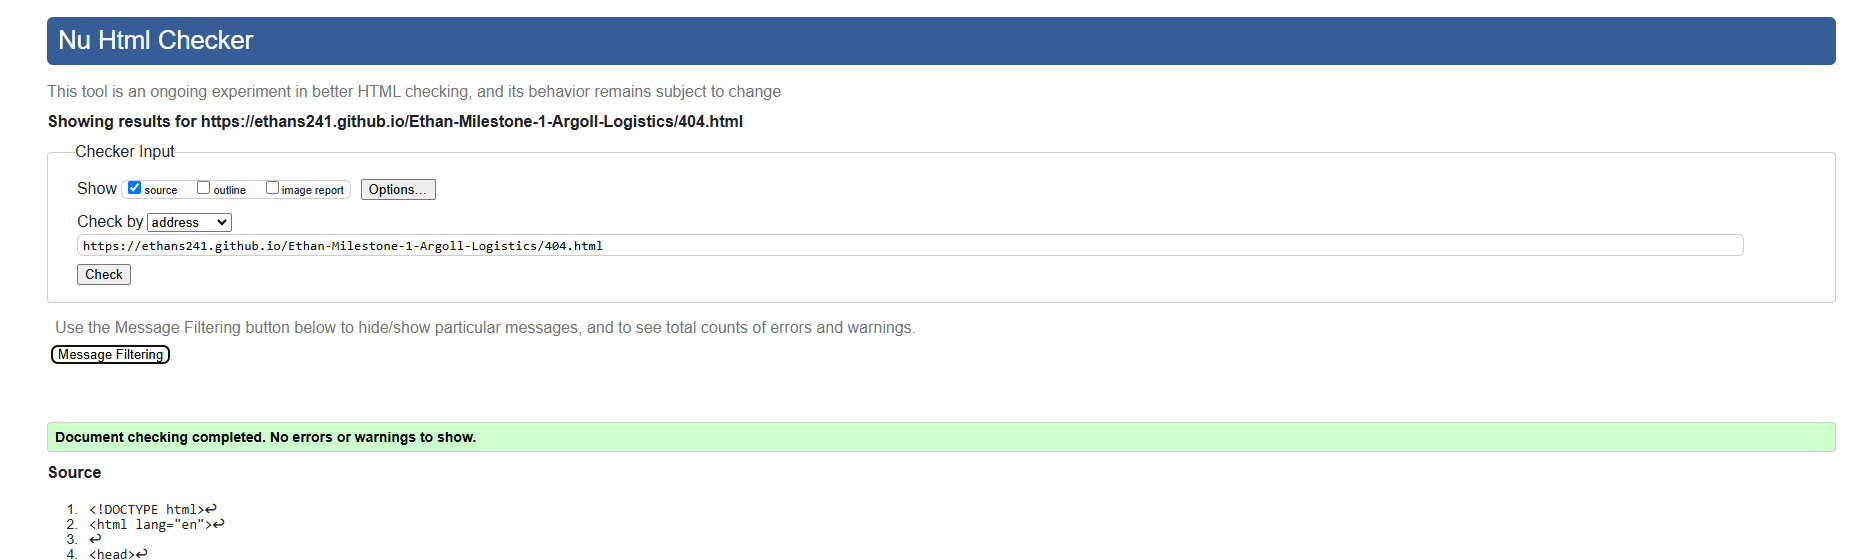 Nu Html Checker
This tool is an ongoing experiment in better HTML checking, and its behavior remains subject to change
Showing results for https://ethans241.github.io/Ethan-Milestone-1-Argoll-Logistics/404.html
Checker Input
Show source outline image report Options...
Check by address
https://ethans241.github.io/Ethan-Milestone-1-Argoll-Logistics/404.html
Check
Use the Message Filtering button below to hide/show particular messages, and to see total counts of errors and warnings.
Message Filtering
Document checking completed. No errors or warnings to show.
Source
1. <!DOCTYPE html>↩
2. <html lang="en">↩
3. ↩
4. <head>↩